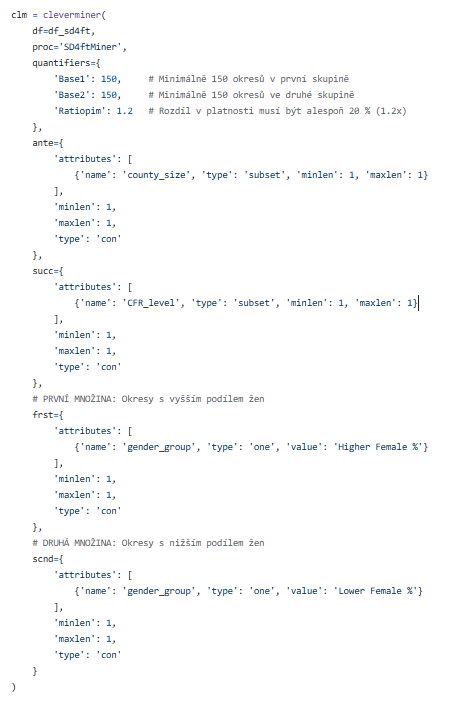 clm = cleverminer(
    df=df_sd4ft,
    proc='SD4ftMiner',
    quantifiers={
        'Base1': 150,     # Minimálně 150 okresů v první skupině
        'Base2': 150,     # Minimálně 150 okresů ve druhé skupině
        'Ratiopim': 1.2   # Rozdíl v platnosti musí být alespoň 20 % (1.2x)
    },
    ante={
        'attributes': [
            {'name': 'county_size', 'type': 'subset', 'minlen': 1, 'maxlen': 1}
        ],
        'minlen': 1,
        'maxlen': 1,
        'type': 'con'
    },
    succ={
        'attributes': [
            {'name': 'CFR_level', 'type': 'subset', 'minlen': 1, 'maxlen': 1}
        ],
        'minlen': 1,
        'maxlen': 1,
        'type': 'con'
    },
    # PRVNÍ MNOŽINA: Okresy s vyšším podílem žen
    frst={
        'attributes': [
            {'name': 'gender_group', 'type': 'one', 'value': 'Higher Female %'}
        ],
        'minlen': 1,
        'maxlen': 1,
        'type': 'con'
    },
    # DRUHÁ MNOŽINA: Okresy s nižším podílem žen
    scnd={
        'attributes': [
            {'name': 'gender_group', 'type': 'one', 'value': 'Lower Female %'}
        ],
        'minlen': 1,
        'maxlen': 1,
        'type': 'con'
    }
)